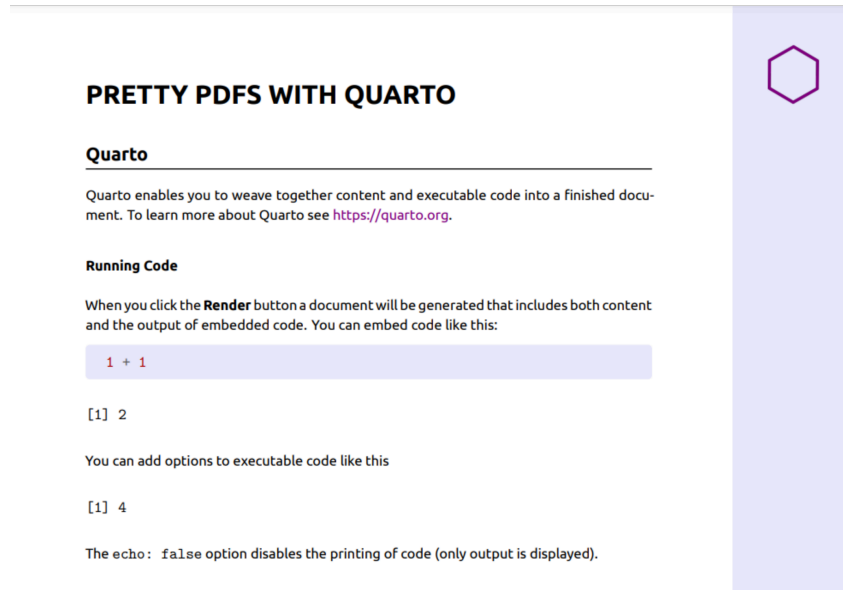 PRETTY PDFS WITH QUARTO
Quarto
Quarto enables you to weave together content and executable code into a finished docu-
ment. To learn more about Quarto see https://quarto.org.
Running Code
When you click the Render button a document will be generated that includes both content
and the output of embedded code. You can embed code like this:
1 + 1
[1] 2
You can add options to executable code like this
[1] 4
The echo: false option disables the printing of code (only output is displayed).